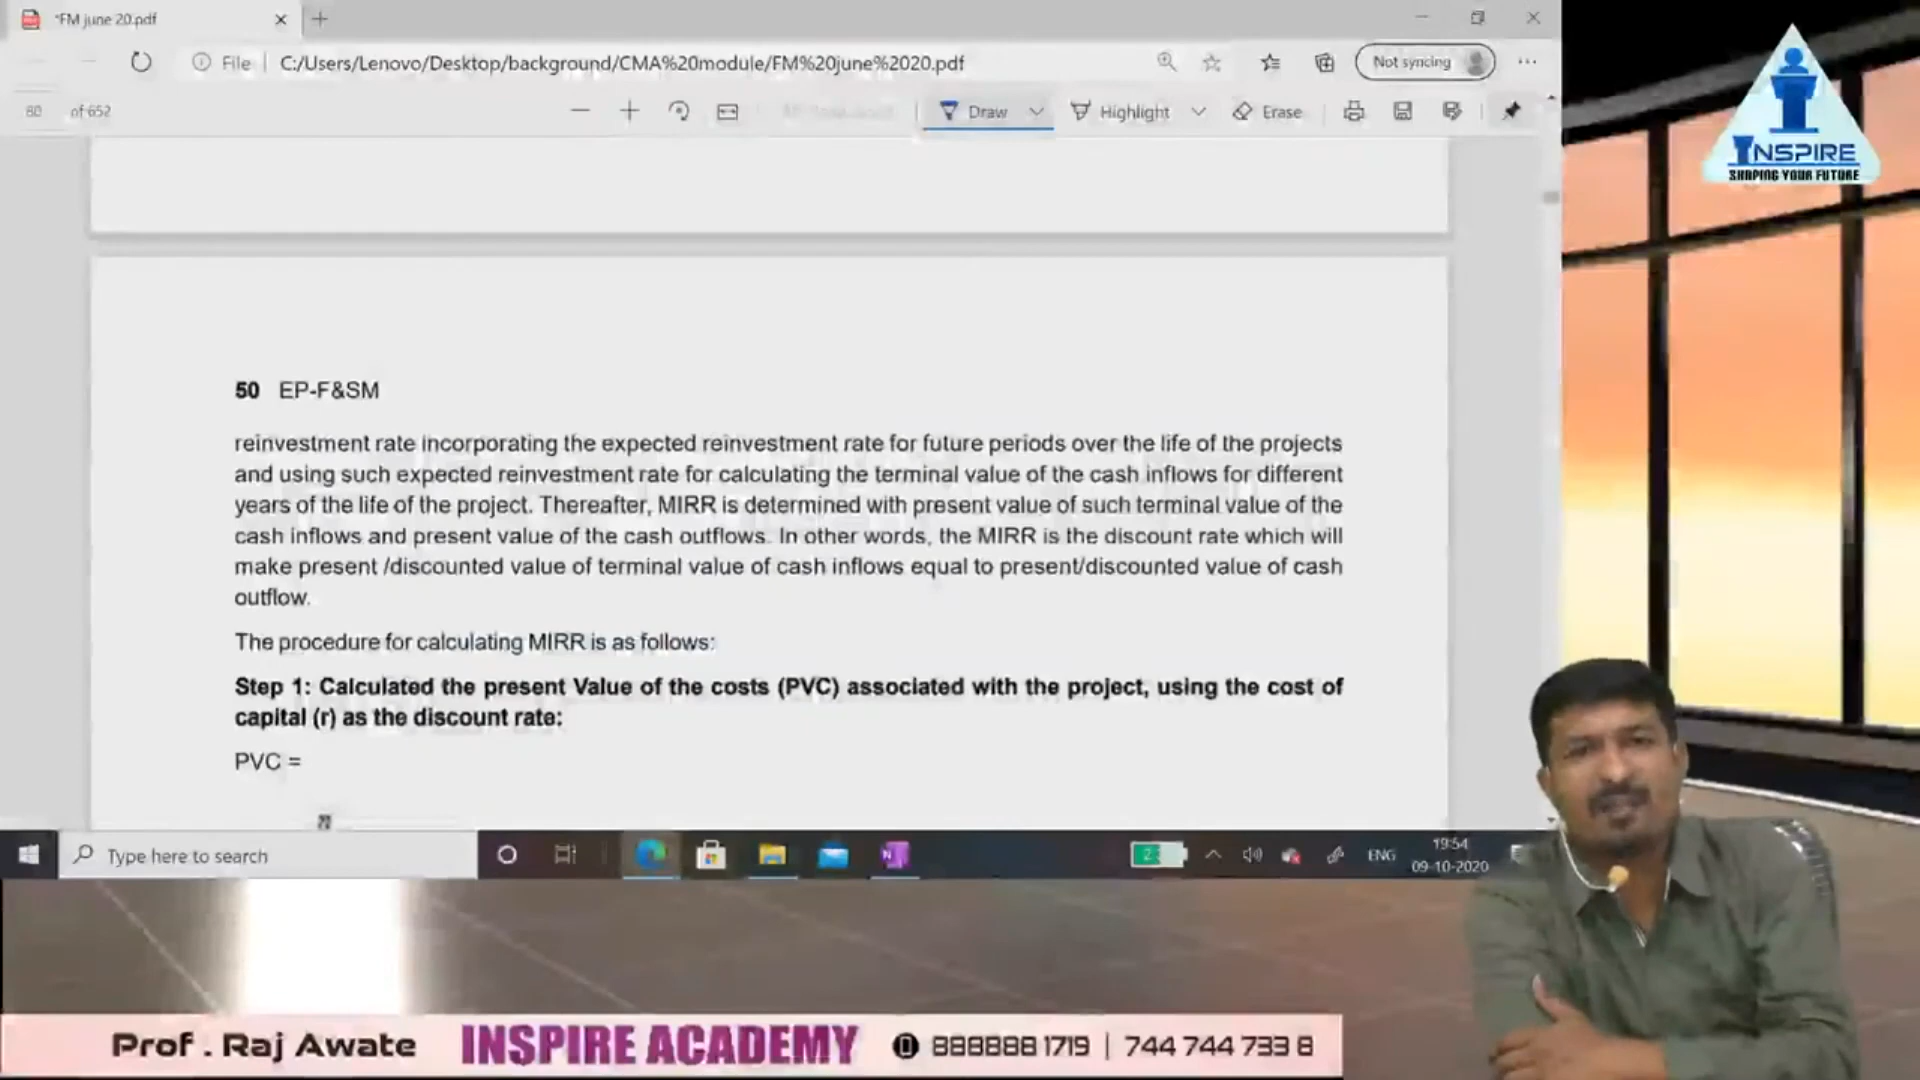 *FM june 20.pdf
File
C:/Users/Lenovo/Desktop/background/CMA%20module/FM%20june%2020.pdf
Not syncing
80 of 652
Draw
Highlight
Erase
50 EP-F&SM
reinvestment rate incorporating the expected reinvestment rate for future periods over the life of the projects
and using such expected reinvestment rate for calculating the terminal value of the cash inflows for different
years of the life of the project. Thereafter, MIRR is determined with present value of such terminal value of the
cash inflows and present value of the cash outflows. In other words, the MIRR is the discount rate which will
make present /discounted value of terminal value of cash inflows equal to present/discounted value of cash
outflow.
The procedure for calculating MIRR is as follows:
Step 1: Calculated the present Value of the costs (PVC) associated with the project, using the cost of
capital (r) as the discount rate:
PVC =
n
Type here to search
ENG
19:54
09-10-2020
INSPIRE
SHAPING YOUR FUTURE
Prof . Raj Awate INSPIRE ACADEMY 888888 1719 | 744 744 733 8